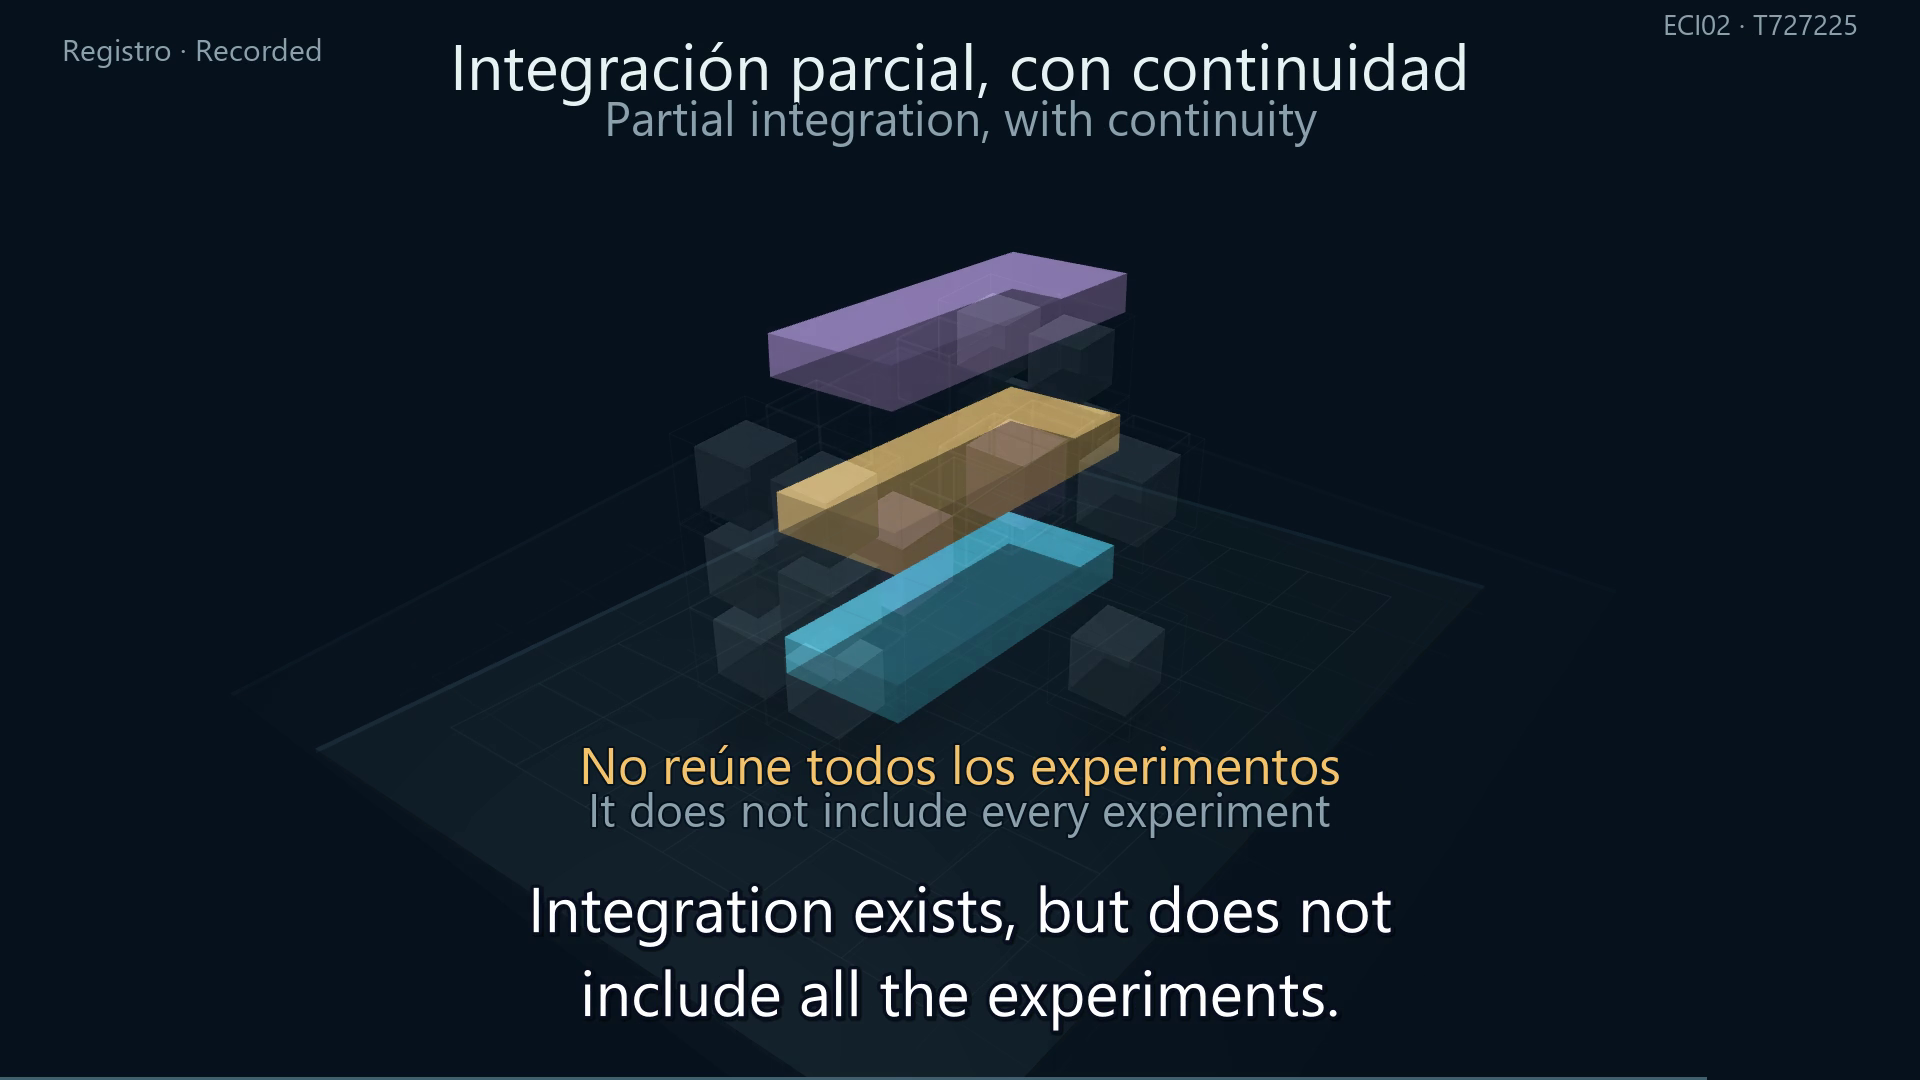 Registro · Recorded
ECI02 · T727225
Integración parcial, con continuidad
Partial integration, with continuity
No reúne todos los experimentos
It does not include every experiment
Integration exists, but does not
include all the experiments.